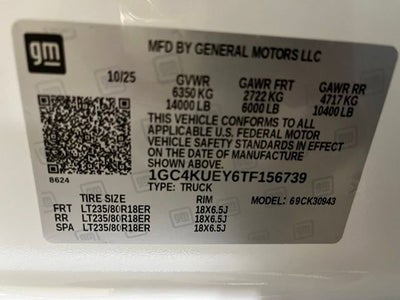 gm
MFD BY GENERAL MOTORS LLC
10/25 GVWR GAWR FRT GAWR RR
6350 KG 2722 KG 4717 KG
14000 LB 6000 LB 10400 LB
THIS VEHICLE CONFORMS TO ALL
APPLICABLE U.S. FEDERAL MOTOR
VEHICLE SAFETY STANDARDS IN EFFECT
ON THE DATE OF MANUFACTURE
SHOWN ABOVE.
8624 1GC4KUEY6TF156739
TYPE: TRUCK
TIRE SIZE RIM MODEL: 69CK30943
FRT LT235/80R18ER 18X6.5J
RR LT235/80R18ER 18X6.5J
SPA LT235/80R18ER 18X6.5J